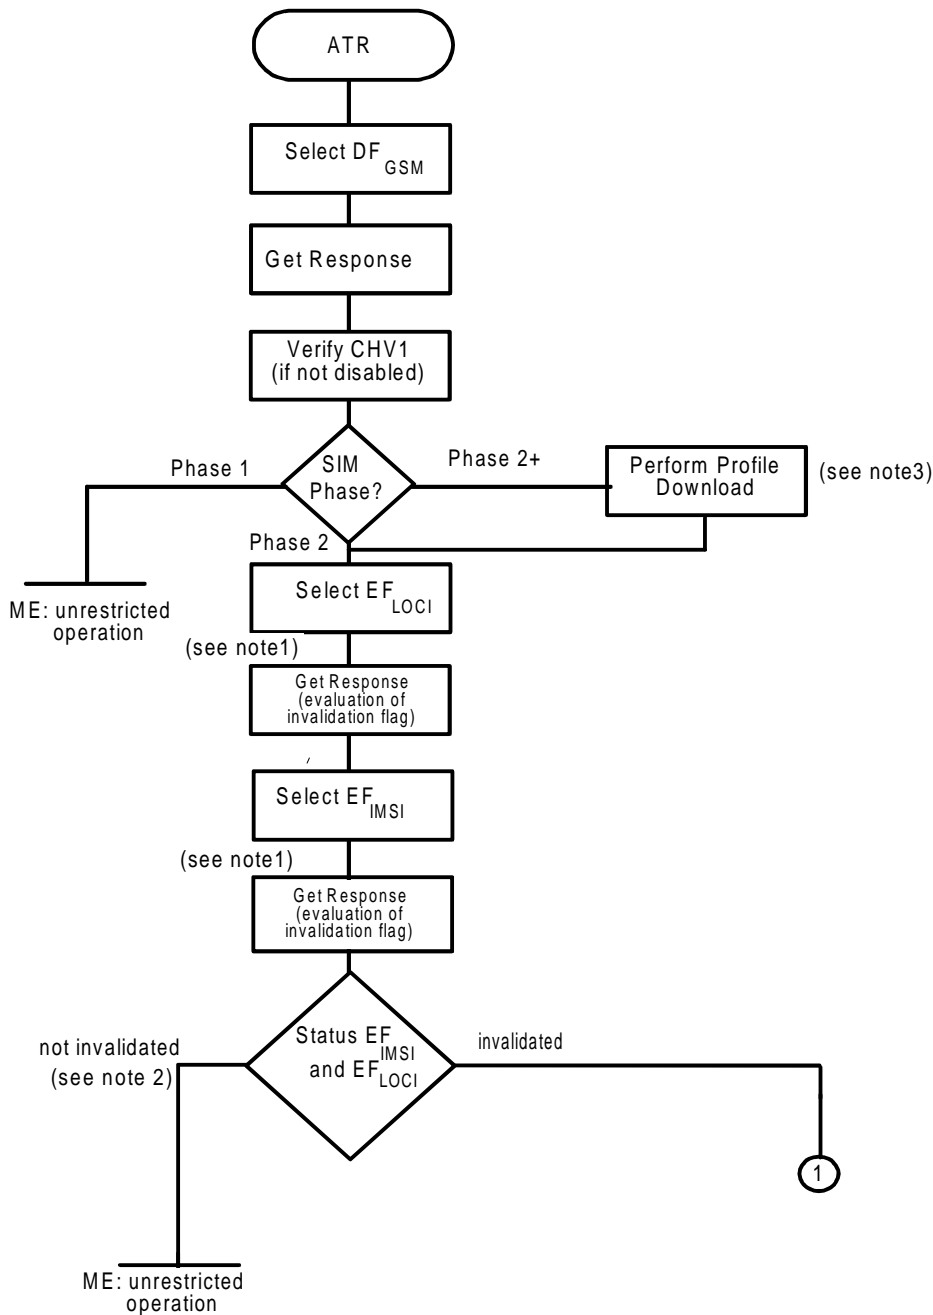 ATR
Select DF GSM
Get Response
Verify CHV1
(if not disabled)
Phase 1
SIM
Phase?
Phase 2+
Perform Profile
Download
(see note3)
Phase 2
ME: unrestricted
operation
Select EF LOCI
(see note1)
Get Response
(evaluation of
invalidation flag)
Select EF IMSI
(see note1)
Get Response
(evaluation of
invalidation flag)
not invalidated
(see note 2)
Status EF IMSI
and EF LOCI
invalidated
1
ME: unrestricted
operation